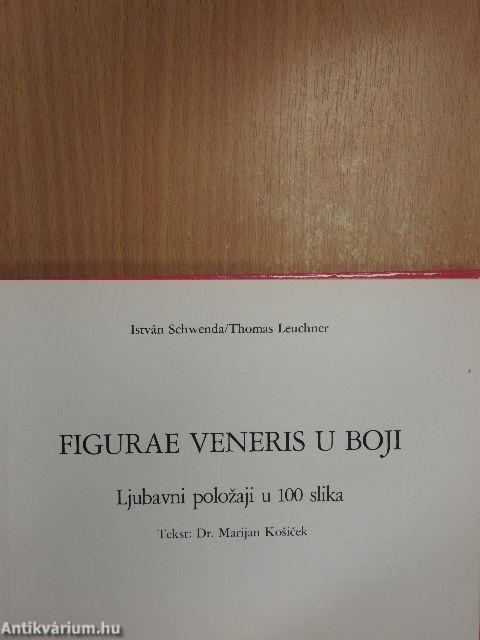 István Schwenda/Thomas Leuchner
FIGURAE VENERIS U BOJI
Ljubavni položaji u 100 slika
Tekst: Dr. Marijan Košiček
Antikvárium.hu